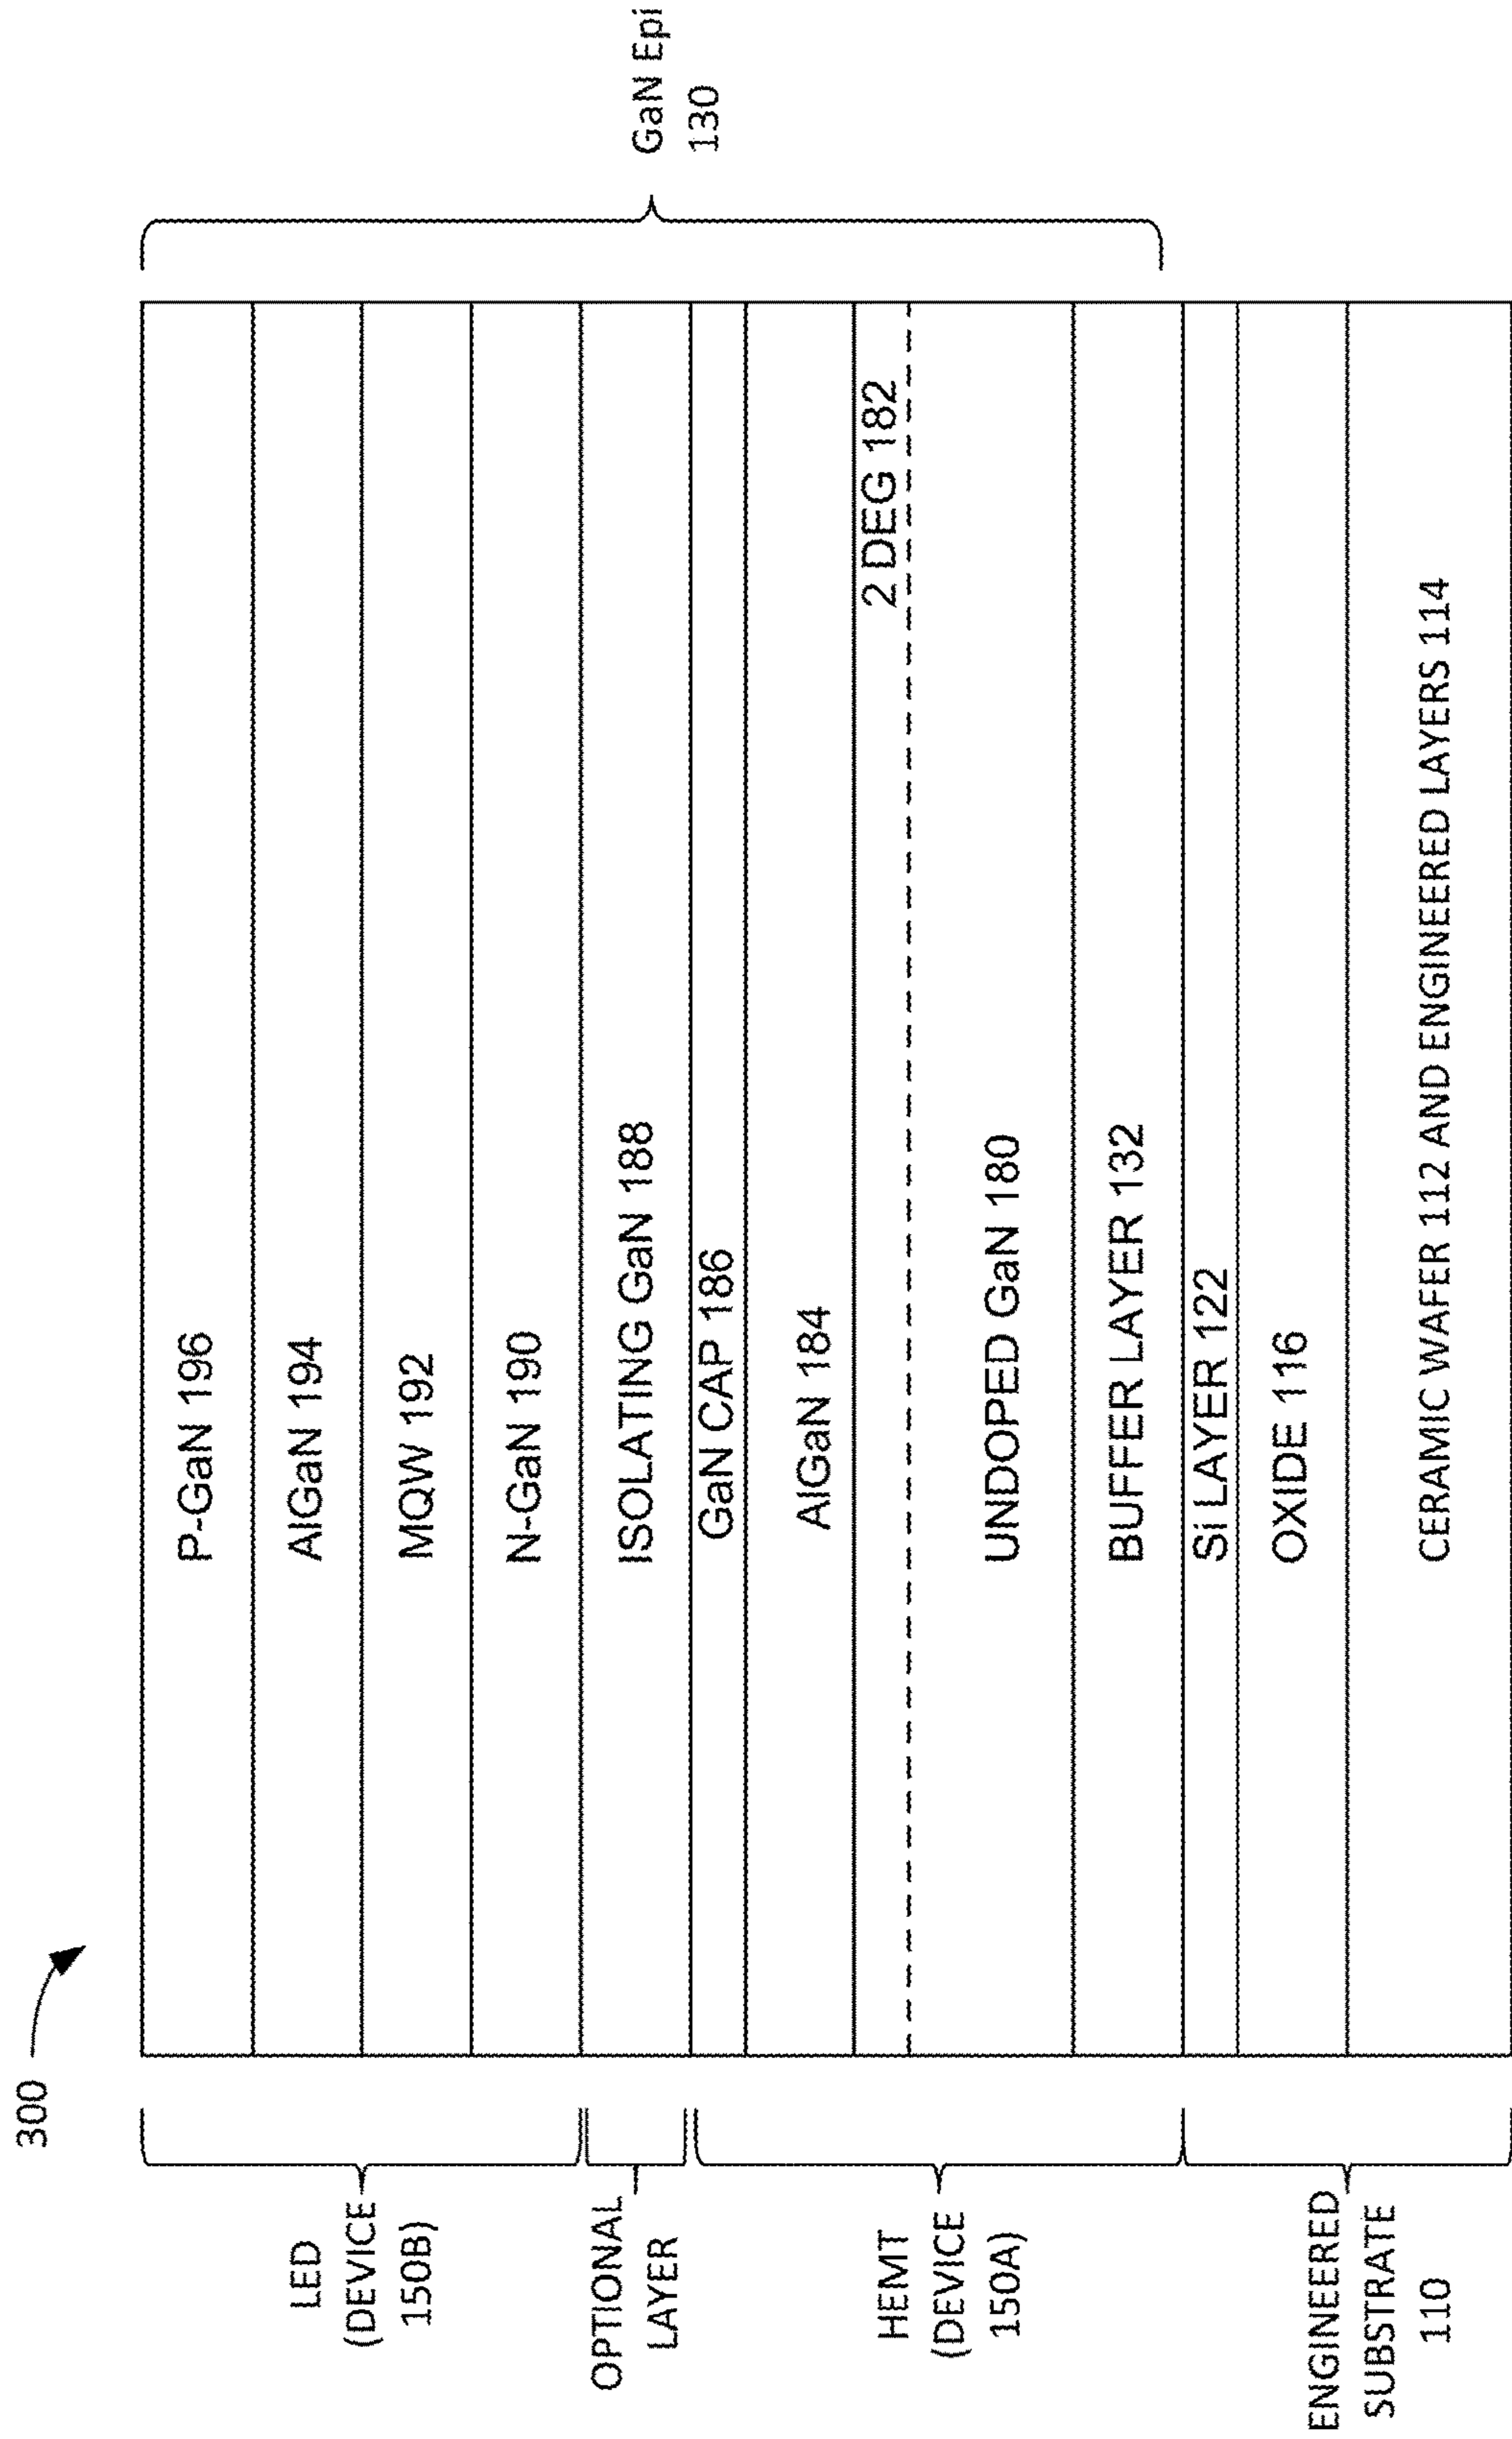 300
LED
(DEVICE
150B)
OPTIONAL
LAYER
HEMT
(DEVICE
150A)
ENGINEERED
SUBSTRATE
110
P-GaN 196
AlGaN 194
MQW 192
N-GaN 190
ISOLATING GaN 188
GaN CAP 186
AlGaN 184
2 DEG 182
UNDOPED GaN 180
BUFFER LAYER 132
Si LAYER 122
OXIDE 116
CERAMIC WAFER 112 AND ENGINEERED LAYERS 114
GaN Epi
130